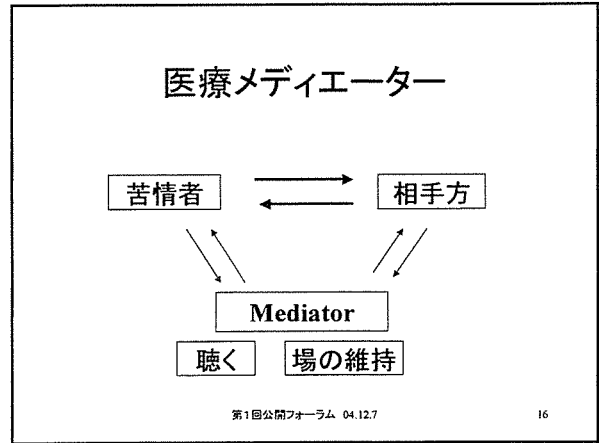 医療メディエーター
苦情者 相手方
Mediator
聴く 場の維持
第1回公開フォーラム 04.12.7 16